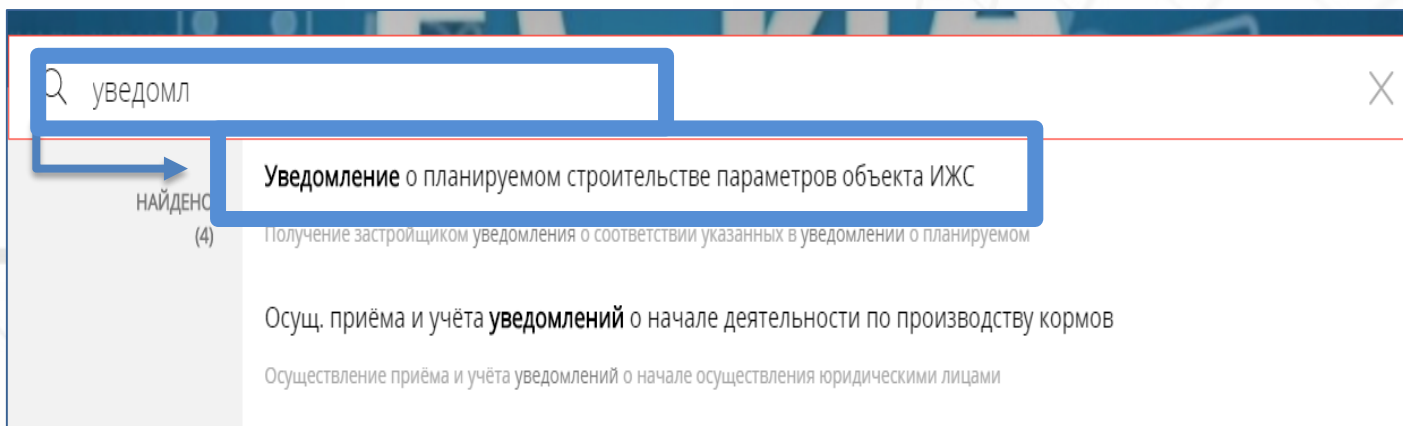 уведомл
Уведомление о планируемом строительстве параметров объекта ИЖС
НАЙДЕНО
(4)
Получение застройщиком уведомления о соответствии указанных в уведомлении о планируемом
Осущ. приёма и учёта уведомлений о начале деятельности по производству кормов
Осуществление приёма и учёта уведомлений о начале осуществления юридическими лицами